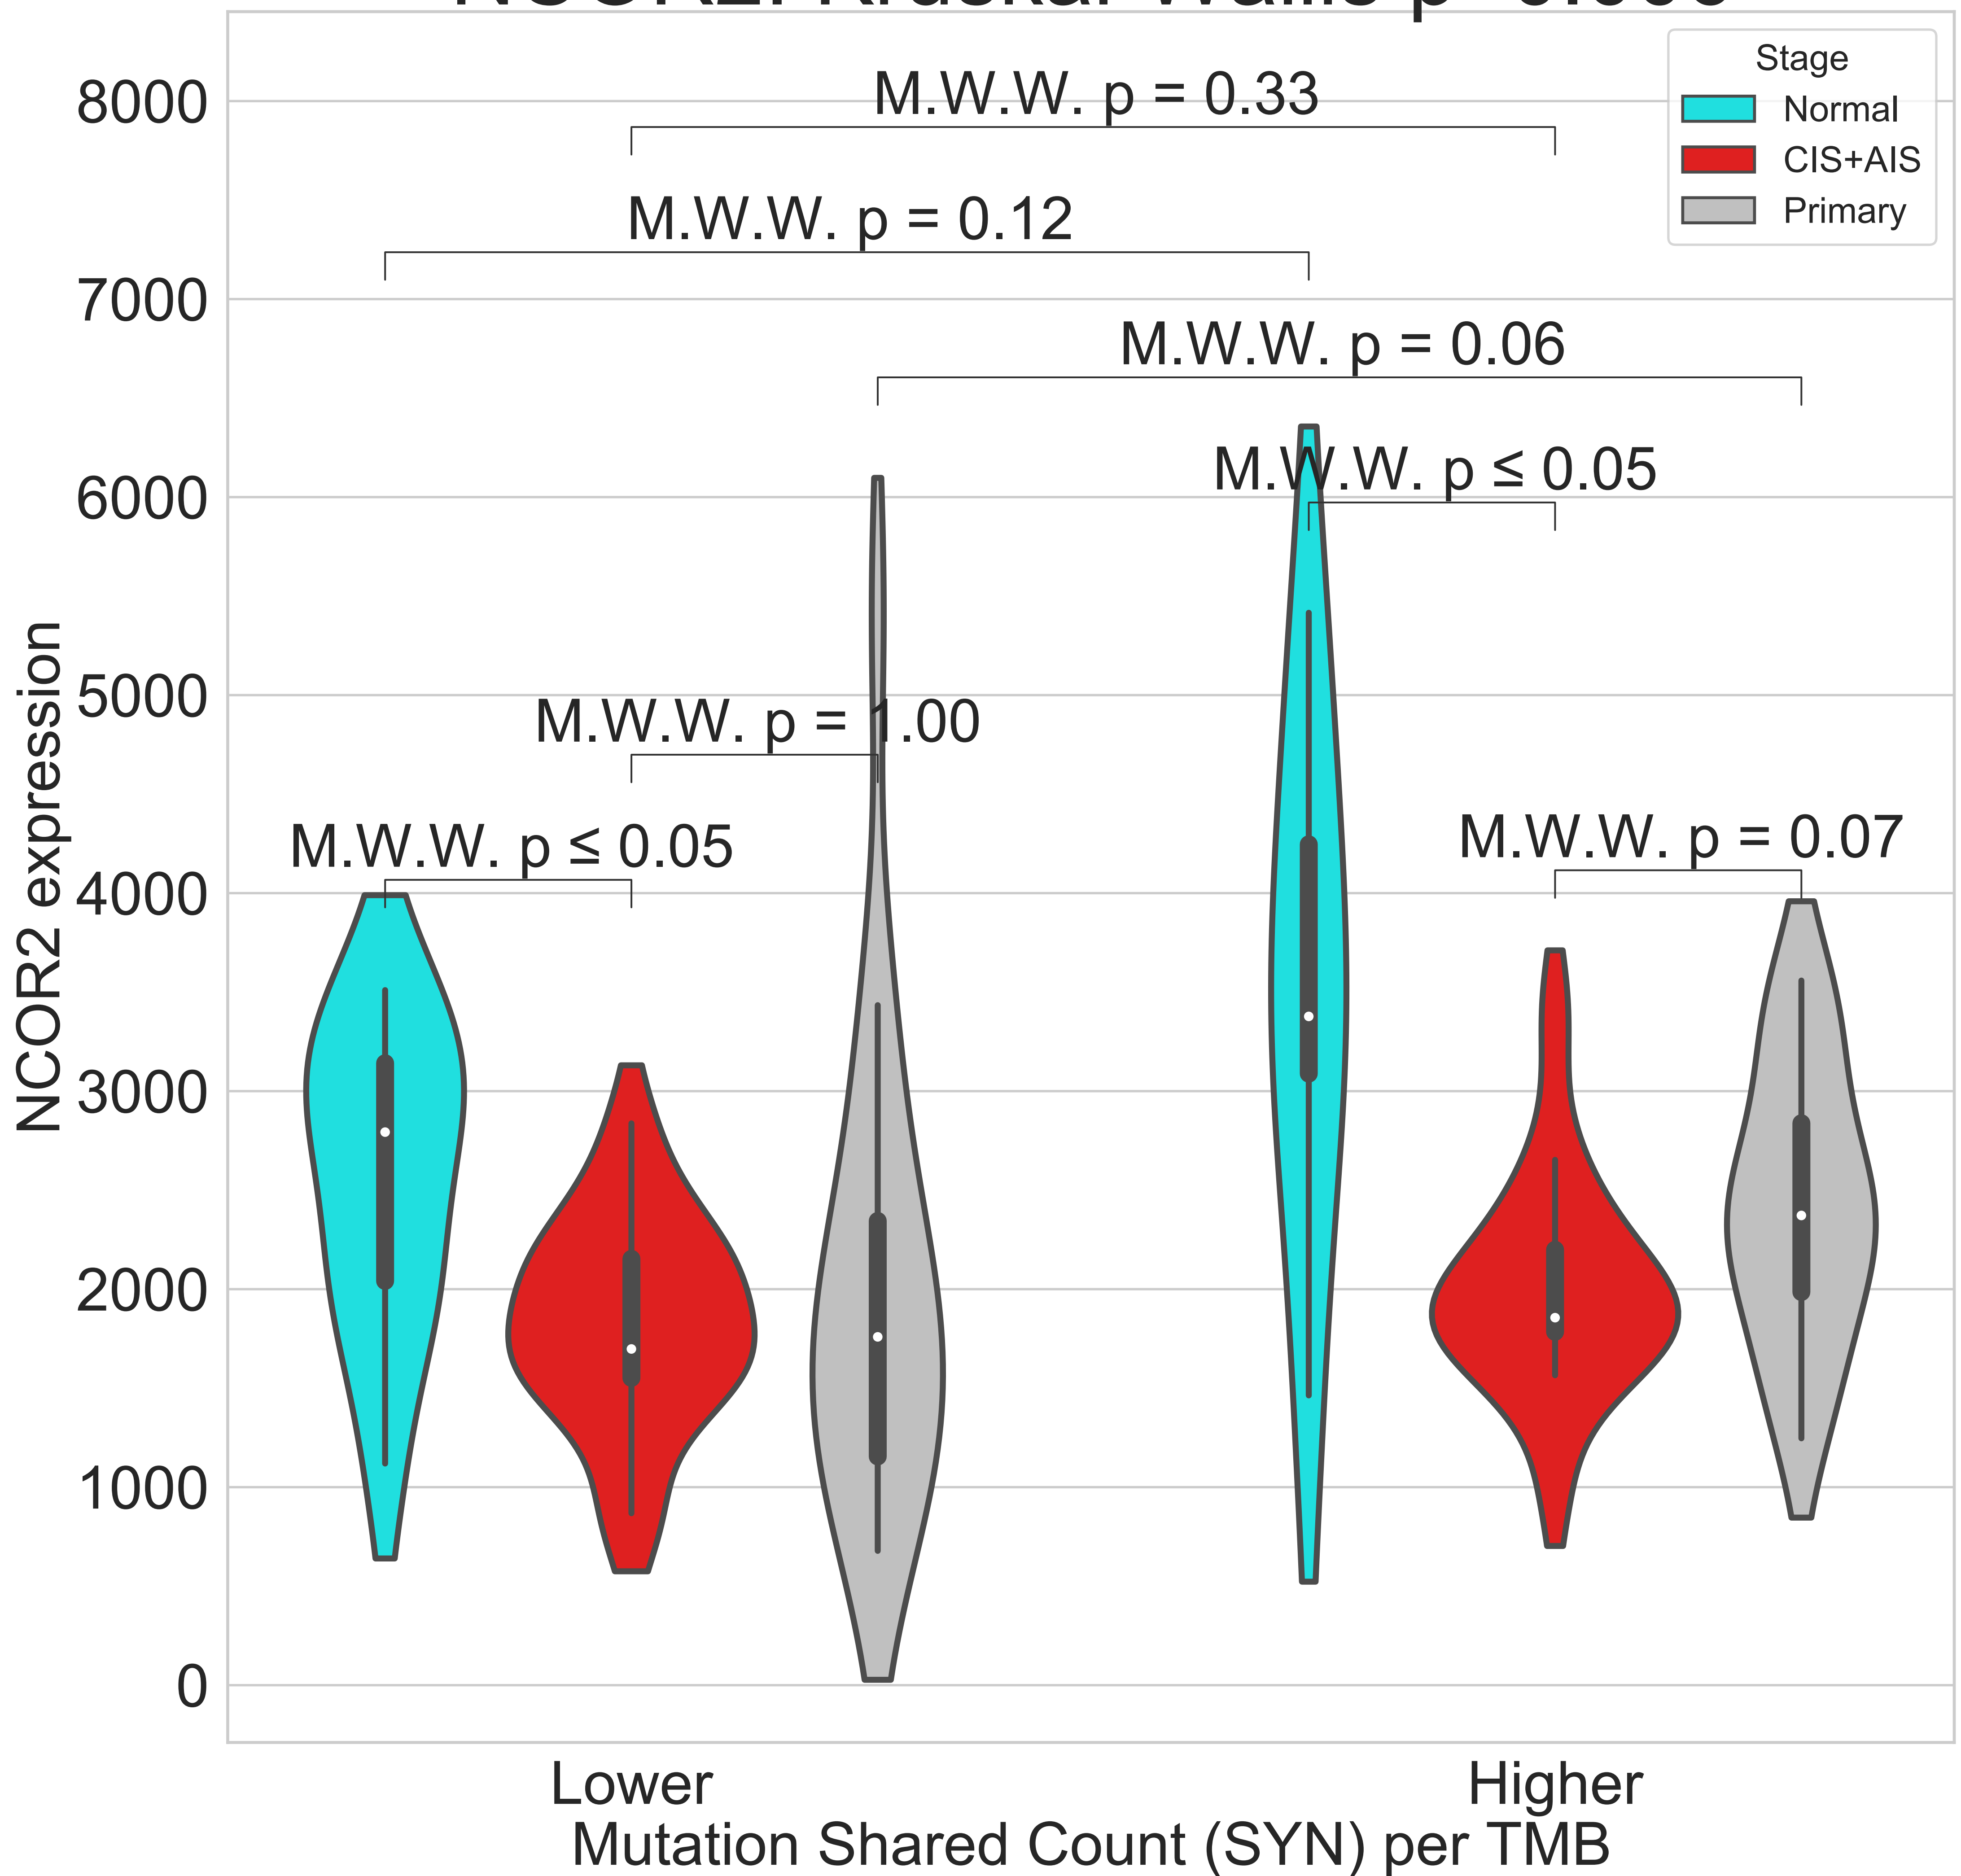 Stage
Normal
CIS+AIS
Primary
M.W.W. p = 0.33
M.W.W. p = 0.12
M.W.W. p = 0.06
M.W.W. p ≤ 0.05
M.W.W. p = 1.00
M.W.W. p ≤ 0.05
M.W.W. p = 0.07
8000
7000
6000
5000
4000
3000
2000
1000
0
NCOR2 expression
Lower
Higher
Mutation Shared Count (SYN) per TMB